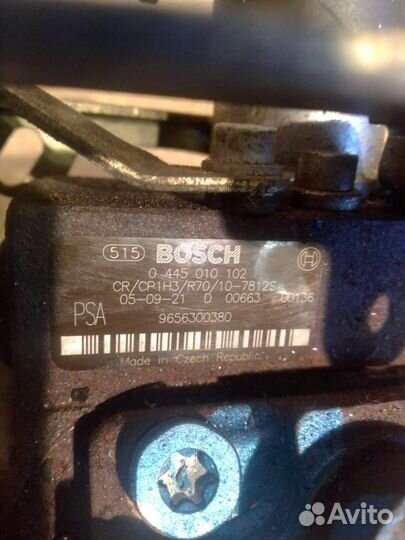 515 BOSCH
0 445 010 102
CR/CP1H3/R70/10-7812S
05-09-21 D 00663 00136
PSA 9656300380
Made in Czech Republic
Avito